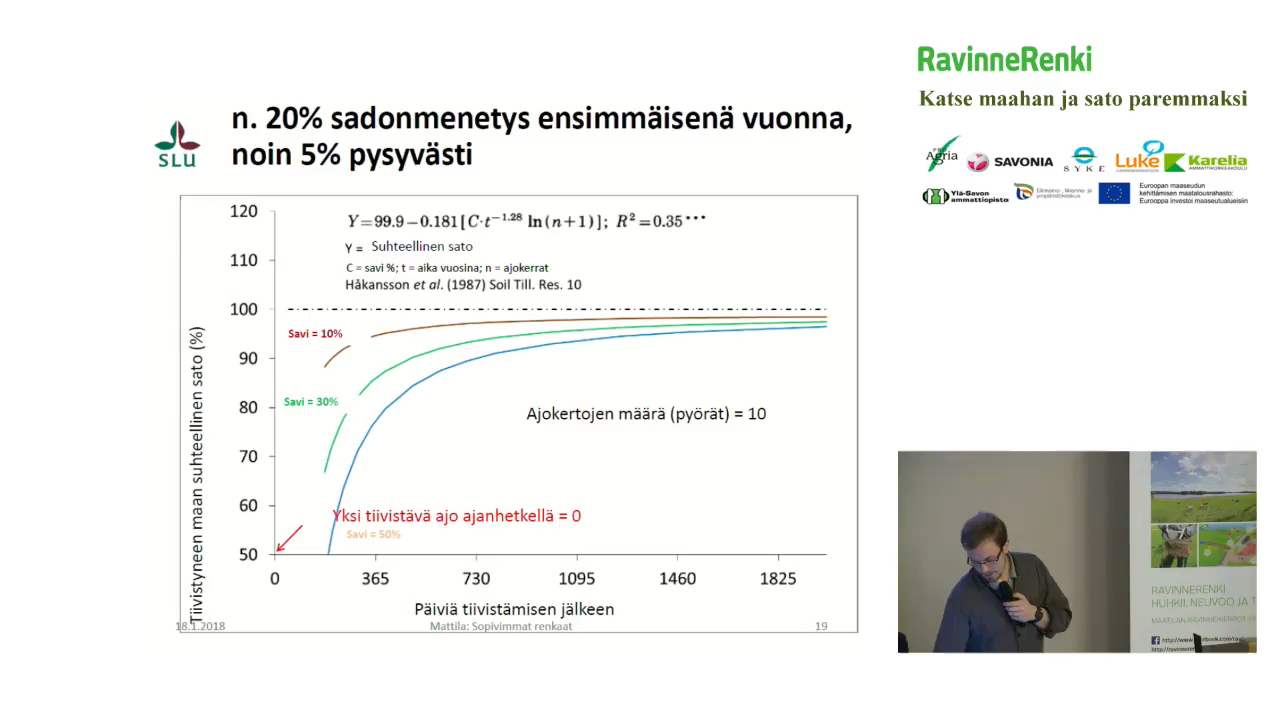 RavinneRenki
Katse maahan ja sato paremmaksi
Agria
SAVONIA
SYKE
Luke
Karelia
AMMATTIKORKEAKOULU
Ylä-Savon
ammattiopisto
Elinkeino-, liikenne- ja
ympäristökeskus
Euroopan maaseudun
kehittämisen maatalousrahasto:
Eurooppa investoi maaseutualueisiin
SLU
n. 20% sadonmenetys ensimmäisenä vuonna,
noin 5% pysyvästi
Y=99.9−0.181[C·t−1.28 ln(n+1)]; R2=0.35***
Y = Suhteellinen sato
C = savi %; t = aika vuosina; n = ajokerrat
Håkansson et al. (1987) Soil Till. Res. 10
120
110
100
90
80
70
60
50
Tiivistyneen maan suhteellinen sato (%)
Savi = 10%
Savi = 30%
Ajokertojen määrä (pyörät) = 10
Yksi tiivistävä ajo ajanhetkellä = 0
Savi = 50%
0 365 730 1095 1460 1825
Päiviä tiivistämisen jälkeen
18.1.2018 Mattila: Sopivimmat renkaat 19
RAVINNERENKI
HUHKII, NEUVOO JA T